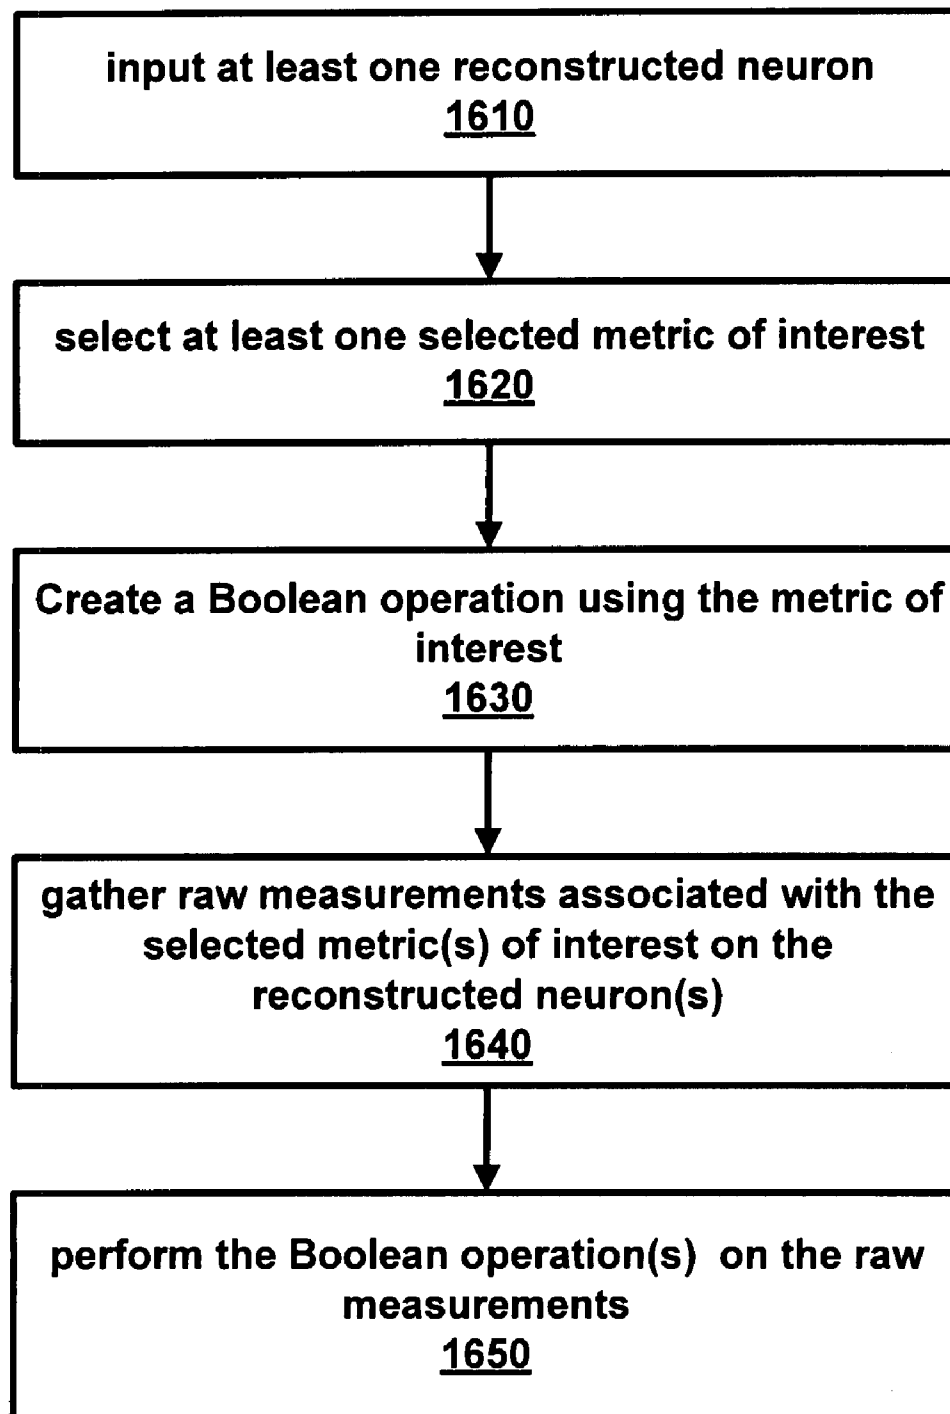 input at least one reconstructed neuron
1610
select at least one selected metric of interest
1620
Create a Boolean operation using the metric of
interest
1630
gather raw measurements associated with the
selected metric(s) of interest on the
reconstructed neuron(s)
1640
perform the Boolean operation(s) on the raw
measurements
1650